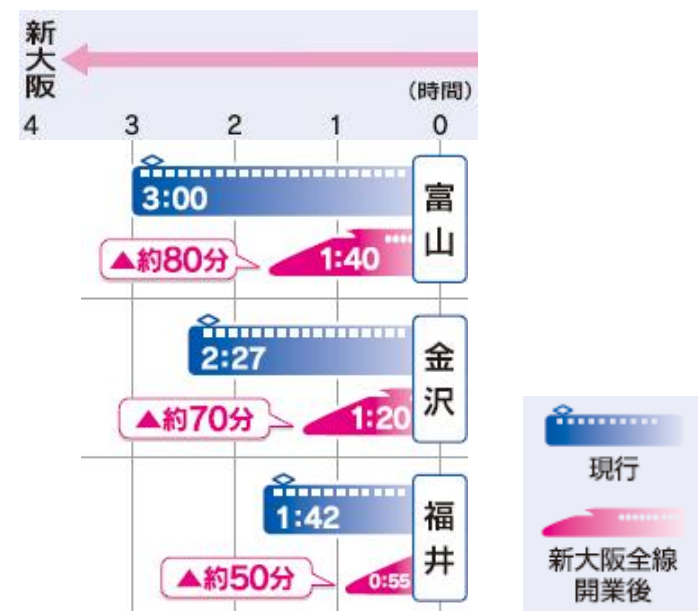 新大阪
(時間)
4 3 2 1 0
3:00
富山
▲約80分
1:40
2:27
金沢
▲約70分
1:20
1:42
福井
▲約50分
0:55
現行
新大阪全線
開業後